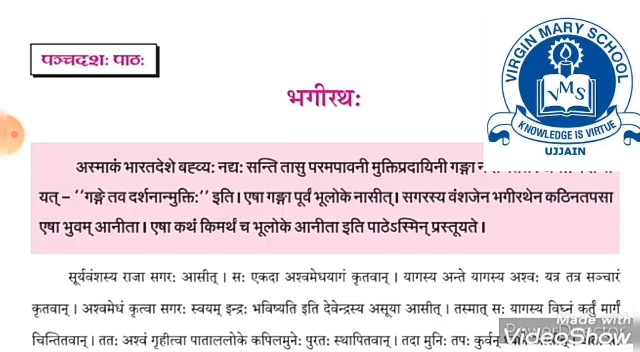 पञ्चदश: पाठ:
भगीरथ:
VIRGIN MARY SCHOOL
VMS
KNOWLEDGE IS VIRTUE
UJJAIN
अस्माकं भारतदेशे बह्व्य: नद्य: सन्ति तासु परमपावनी मुक्तिप्रदायिनी गङ्गा
यत् – ''गङ्गे तव दर्शनान्मुक्ति:'' इति। एषा गङ्गा पूर्वं भूलोके नासीत्। सगरस्य वंशजेन भगीरथेन कठिनतपसा
एषा भुवम् आनीता। एषा कथं किमर्थं च भूलोके आनीता इति पाठेऽस्मिन् प्रस्तूयते।
सूर्यवंशस्य राजा सगर: आसीत्। स: एकदा अश्वमेधयागं कृतवान्। यागस्य अन्ते यागस्य अश्व: यत्र तत्र सञ्चारं
कृतवान्। अश्वमेधं कृत्वा सगर: स्वयम् इन्द्र: भविष्यति इति देवेन्द्रस्य असूया आसीत्। तस्मात् स: यागस्य विघ्नं कर्तुं मार्गं
चिन्तितवान्। तत: अश्वं गृहीत्वा पाताललोके कपिलमुने: पुरत: स्थापितवान्। तदा मुनि: तप: कुर्वन्
Made with
VideoShow